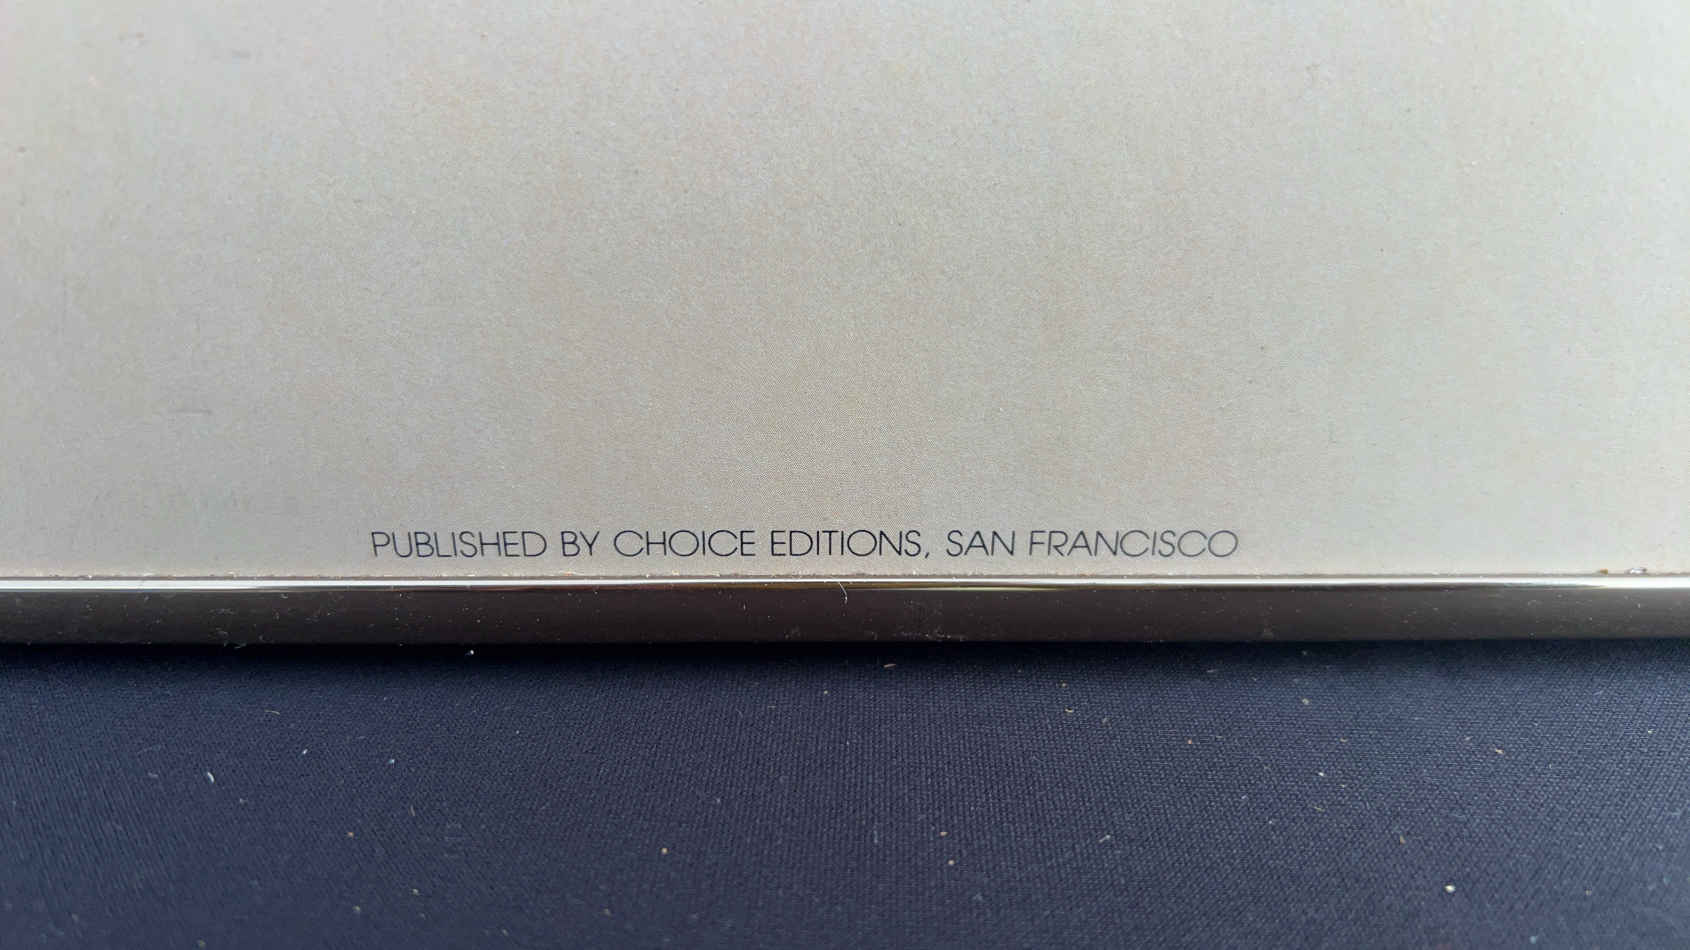 PUBLISHED BY CHOICE EDITIONS, SAN FRANCISCO